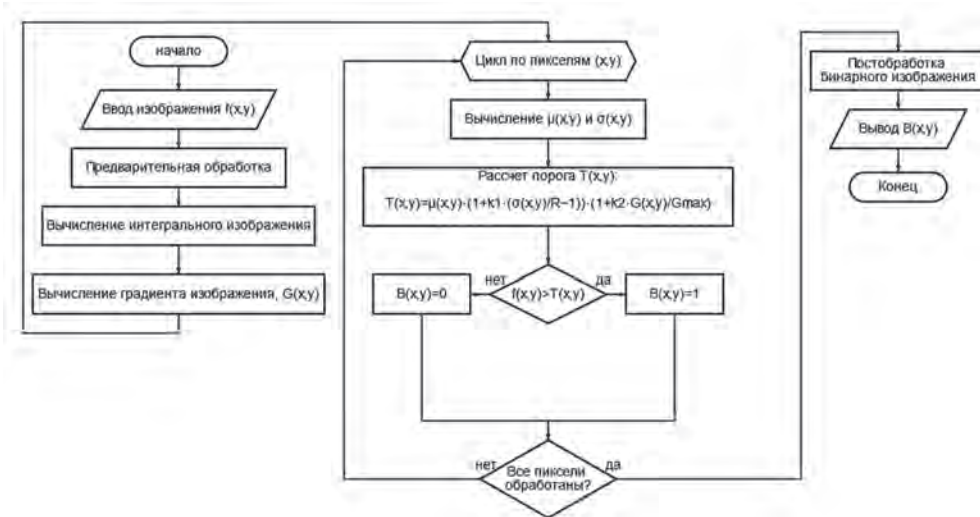 начало
Ввод изображения f(x,y)
Предварительная обработка
Вычисление интегрального изображения
Вычисление градиента изображения, G(x,y)
Цикл по пикселям (x,y)
Вычисление μ(x,y) и σ(x,y)
Рассчет порога T(x,y):
T(x,y)=μ(x,y)·(1+k1·(σ(x,y)/R−1))·(1+k2·G(x,y)/Gmax)
нет
да
B(x,y)=0
f(x,y)>T(x,y)
B(x,y)=1
нет
да
Все пиксели
обработаны?
Постобработка
бинарного изображения
Вывод B(x,y)
Конец